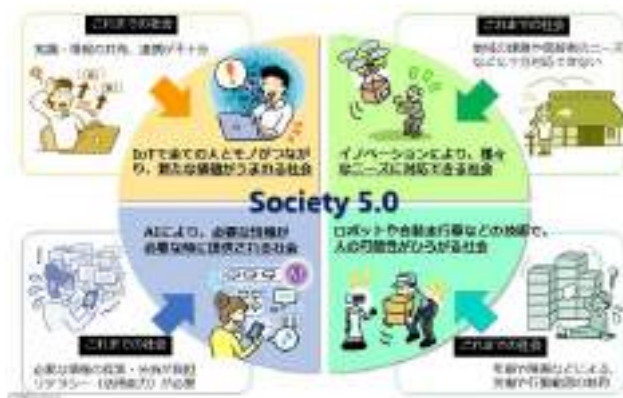 これまでの社会
知識・情報の共有、連携が不十分
IoTで全ての人とモノがつながり、新たな価値がうまれる社会
これまでの社会
地域の課題や高齢者のニーズ
などに十分対応できない
イノベーションにより、様々
なニーズに対応できる社会
Society 5.0
AIにより、必要な情報が
必要な時に提供される社会
これまでの社会
必要な情報の探索・分析が負担
リテラシー（活用能力）が必要
ロボットや自動走行車などの技術で、
人の可能性がひろがる社会
これまでの社会
年齢や障害などによる、
労働や行動範囲の制約